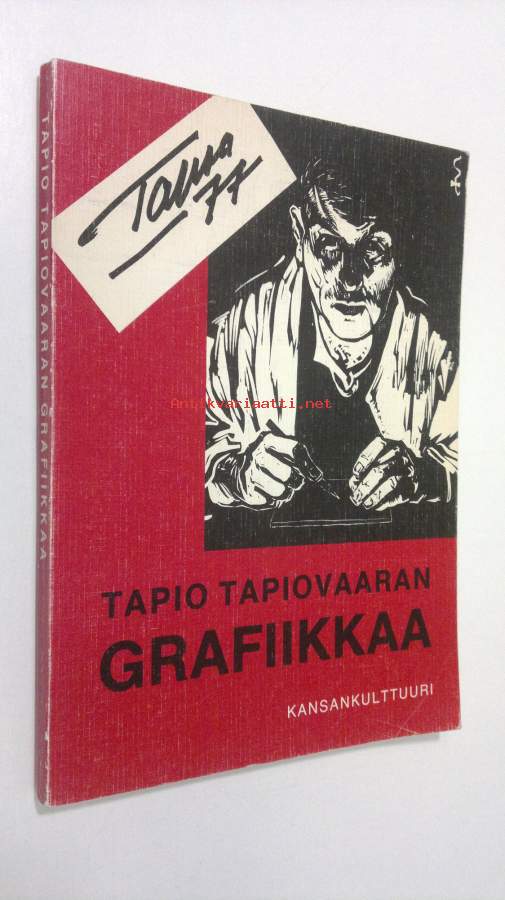 Tapsa
77
TAPIO TAPIOVAARAN
GRAFIIKKAA
KANSANKULTTUURI
TAPIO TAPIOVAARAN GRAFIIKKAA
Antikvariaatti.net